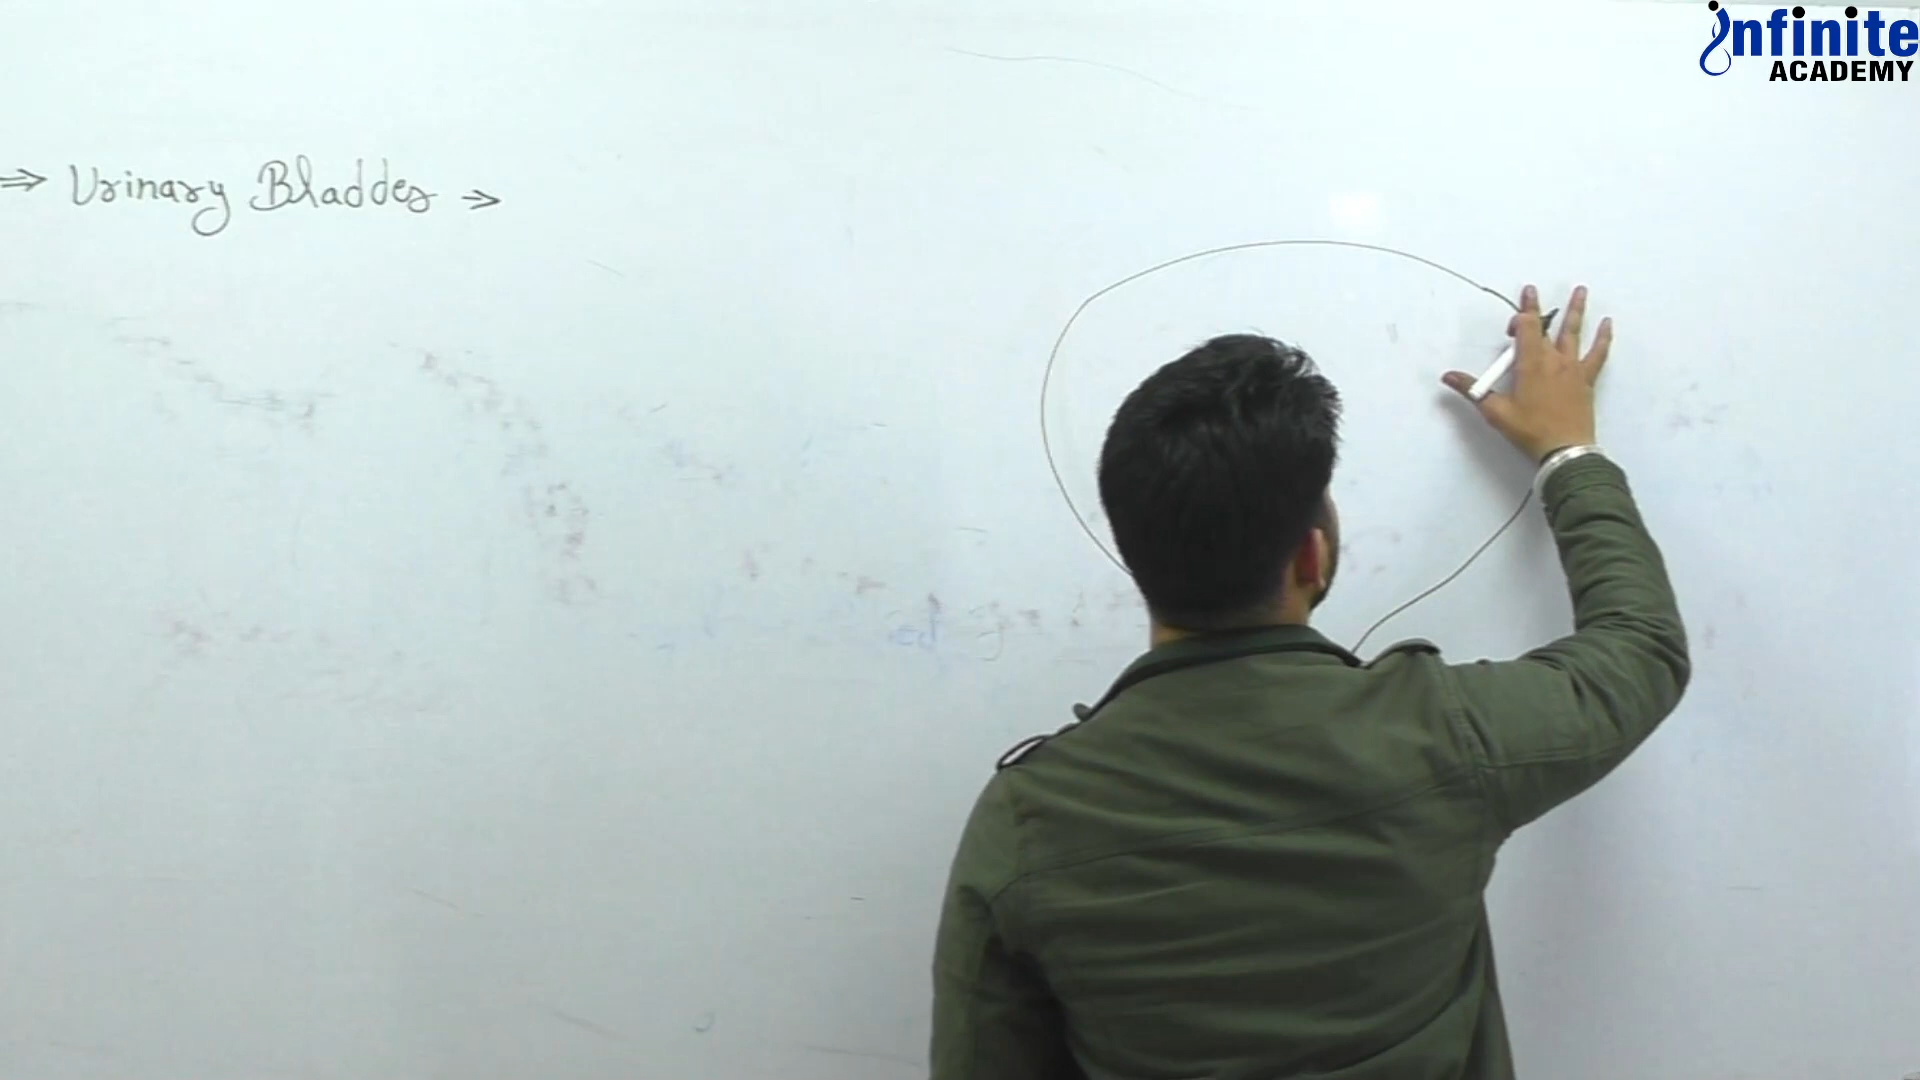 infinite
ACADEMY
⇒ Urinary Bladder →